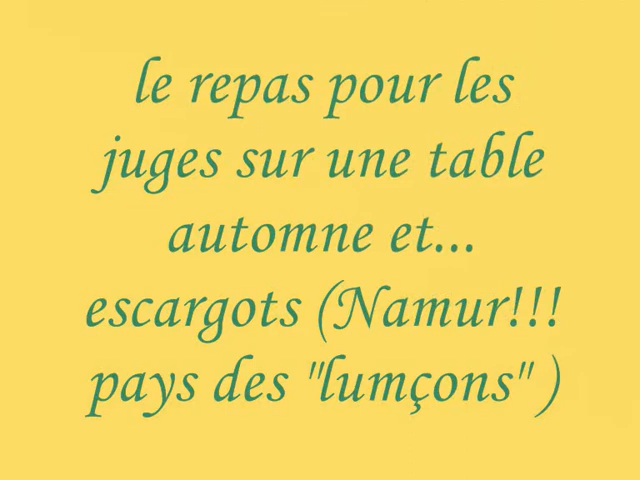 le repas pour les
juges sur une table
automne et...
escargots (Namur!!!
pays des "lumçons" )